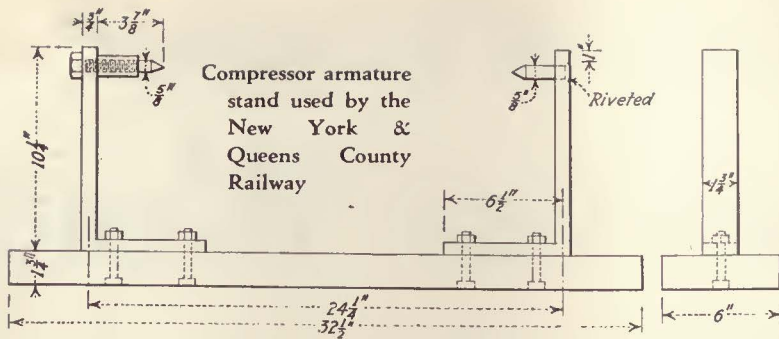 3/4"
3 7/8"
5/8"
10 1/4"
1 3/4"
Compressor armature
stand used by the
New York &
Queens County
Railway
1"
5/8"
Riveted
6 1/2"
1 3/4"
24 1/4"
32 1/2"
6"